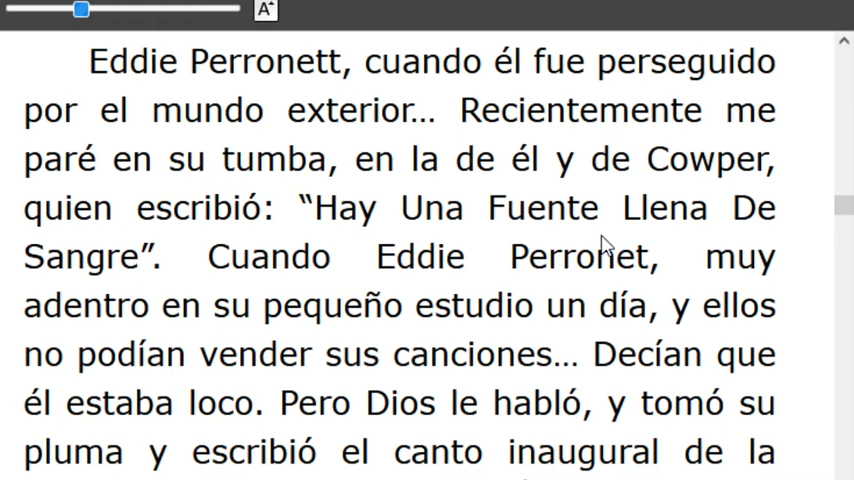 A
Eddie Perronett, cuando él fue perseguido
por el mundo exterior... Recientemente me
paré en su tumba, en la de él y de Cowper,
quien escribió: “Hay Una Fuente Llena De
Sangre”. Cuando Eddie Perronet, muy
adentro en su pequeño estudio un día, y ellos
no podían vender sus canciones... Decían que
él estaba loco. Pero Dios le habló, y tomó su
pluma y escribió el canto inaugural de la